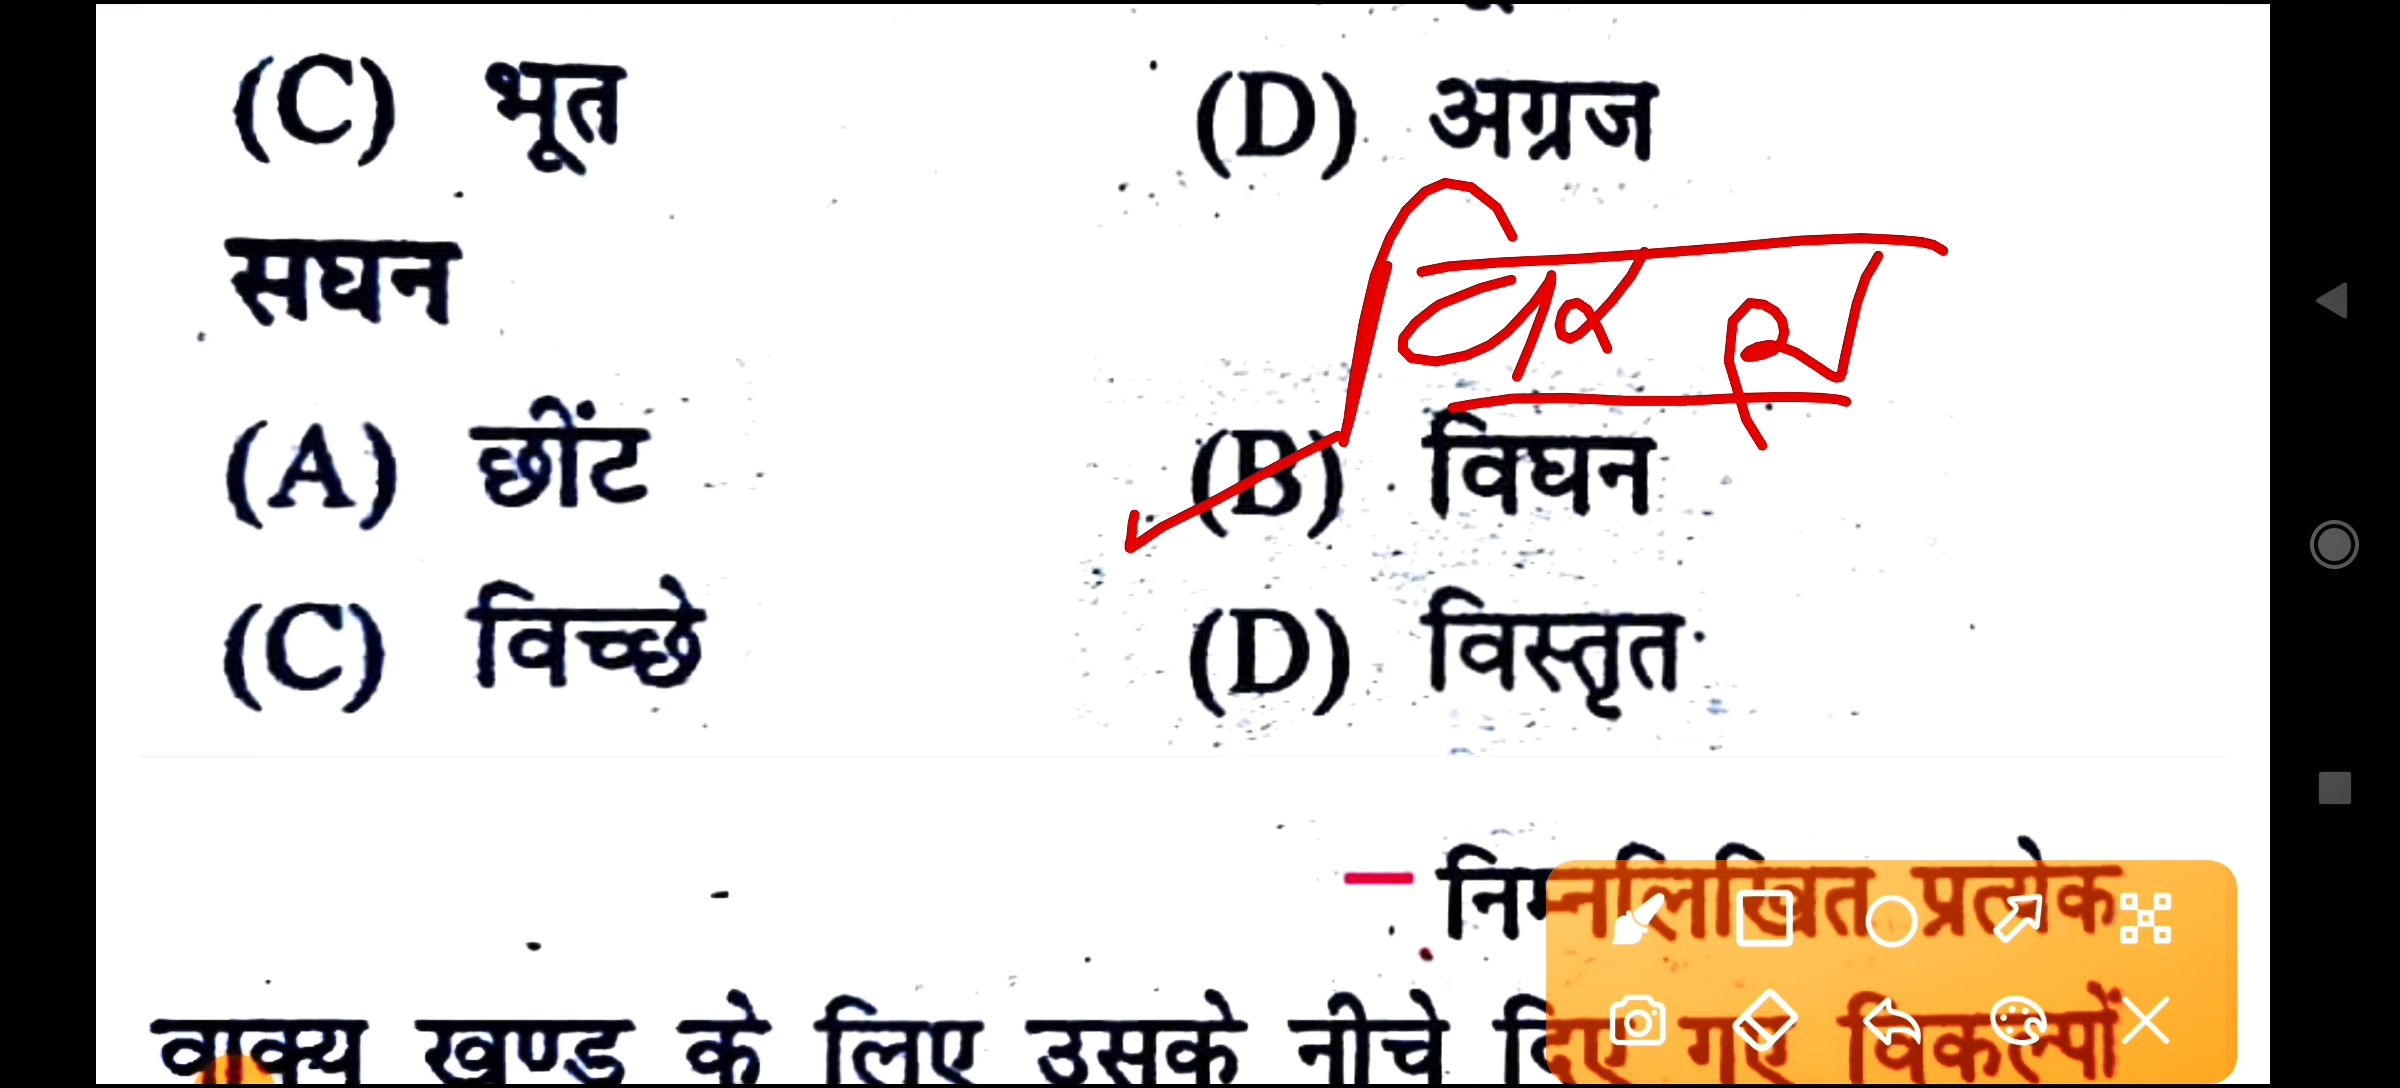 (C) भूत (D) अग्रज
सघन
विरल
(A) छींट (B) विघन
(C) विच्छे (D) विस्तृत
निम्नलिखित प्रत्येक
वाक्य खण्ड के लिए उसके नीचे दिए गए विकल्पों